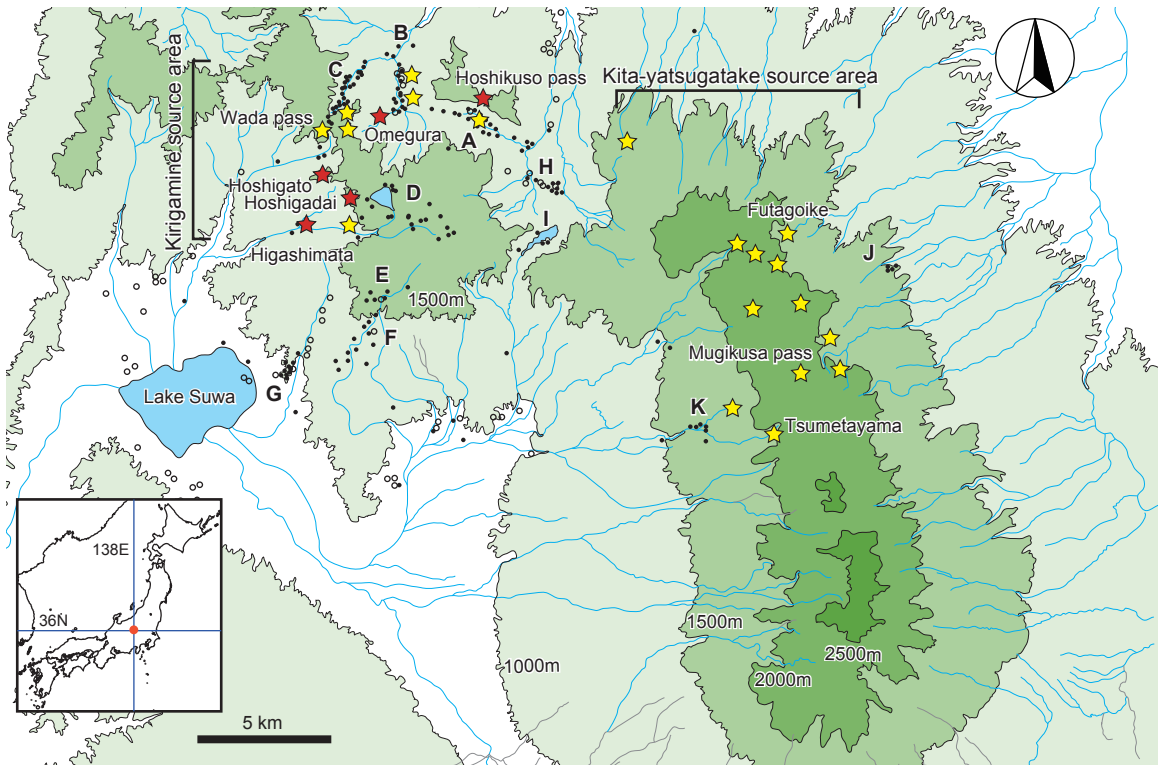 B
C
Hoshikuso pass
Kita-yatsugatake source area
Kirigamine source area
Wada pass
Omegura
A
H
Hoshigato
Hoshigadai
D
Futagoike
I
Higashimata
J
E
1500m
F
Mugikusa pass
G
Lake Suwa
K
Tsumetayama
138E
36N
1500m
2500m
1000m
2000m
5 km